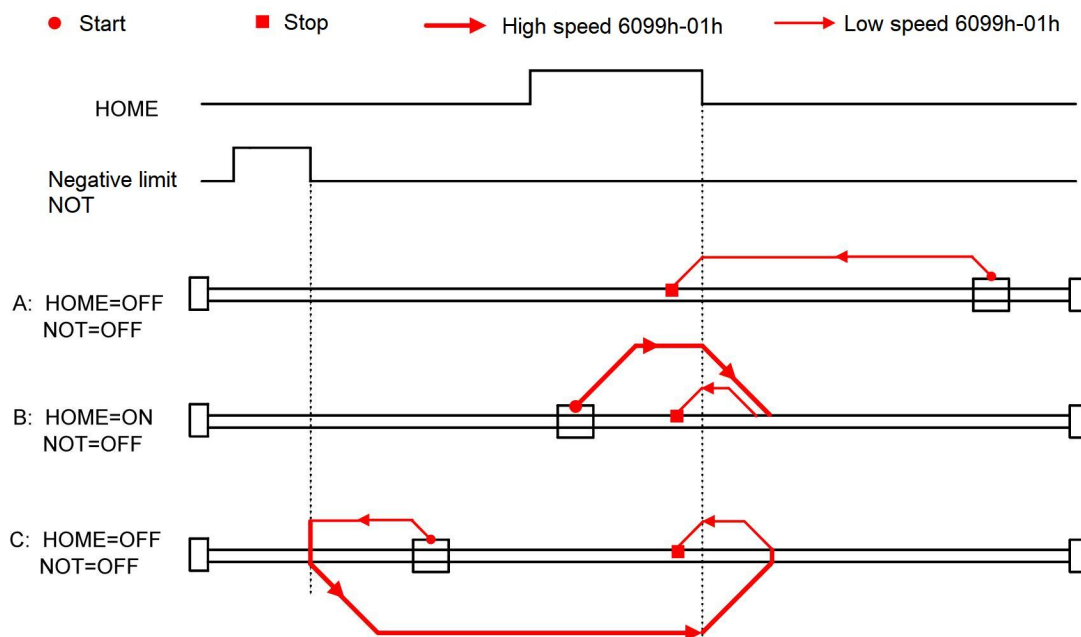 Start
Stop
High speed 6099h-01h
Low speed 6099h-01h
HOME
Negative limit
NOT
A: HOME=OFF
NOT=OFF
B: HOME=ON
NOT=OFF
C: HOME=OFF
NOT=OFF